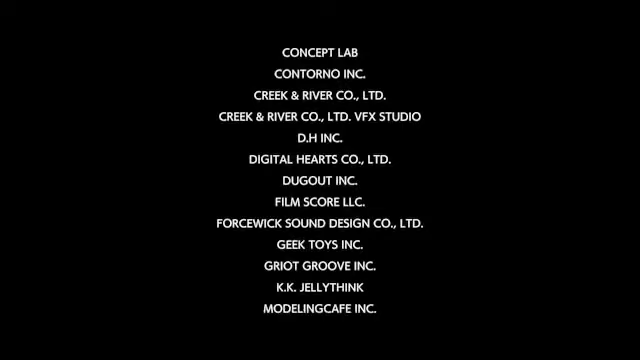 CONCEPT LAB
CONTORNO INC.
CREEK & RIVER CO., LTD.
CREEK & RIVER CO., LTD. VFX STUDIO
D.H INC.
DIGITAL HEARTS CO., LTD.
DUGOUT INC.
FILM SCORE LLC.
FORCEWICK SOUND DESIGN CO., LTD.
GEEK TOYS INC.
GRIOT GROOVE INC.
K.K. JELLYTHINK
MODELINGCAFE INC.